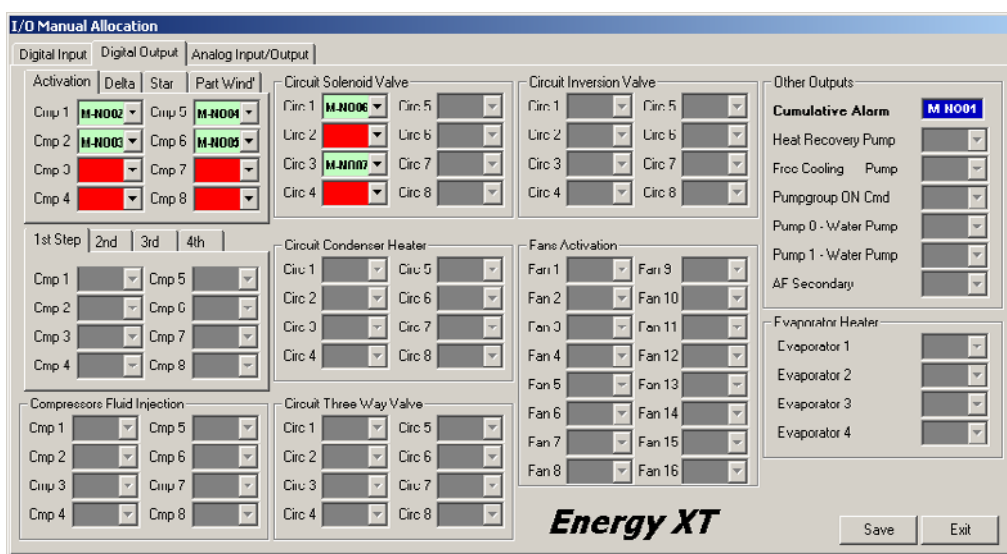 I/O Manual Allocation
Digital Input Digital Output Analog Input/Output
Activation Delta Star Part Wind'
Cmp 1 M-NO02 Cmp 5 M-NO04
Cmp 2 M-NO03 Cmp 6 M-NO05
Cmp 3 Cmp 7
Cmp 4 Cmp 8
1st Step 2nd 3rd 4th
Cmp 1 Cmp 5
Cmp 2 Cmp 6
Cmp 3 Cmp 7
Cmp 4 Cmp 8
Compressors Fluid Injection
Cmp 1 Cmp 5
Cmp 2 Cmp 6
Cmp 3 Cmp 7
Cmp 4 Cmp 8
Circuit Solenoid Valve
Circ 1 M-NO06 Circ 5
Circ 2 Circ 6
Circ 3 M-NO07 Circ 7
Circ 4 Circ 8
Circuit Condenser Heater
Circ 1 Circ 5
Circ 2 Circ 6
Circ 3 Circ 7
Circ 4 Circ 8
Circuit Three Way Valve
Circ 1 Circ 5
Circ 2 Circ 6
Circ 3 Circ 7
Circ 4 Circ 8
Circuit Inversion Valve
Circ 1 Circ 5
Circ 2 Circ 6
Circ 3 Circ 7
Circ 4 Circ 8
Fans Activation
Fan 1 Fan 9
Fan 2 Fan 10
Fan 3 Fan 11
Fan 4 Fan 12
Fan 5 Fan 13
Fan 6 Fan 14
Fan 7 Fan 15
Fan 8 Fan 16
Other Outputs
Cumulative Alarm M-NO01
Heat Recovery Pump
Free Cooling Pump
Pumpgroup ON Cmd
Pump 0 - Water Pump
Pump 1 - Water Pump
AF Secondary
Evaporator Heater
Evaporator 1
Evaporator 2
Evaporator 3
Evaporator 4
Energy XT
Save Exit